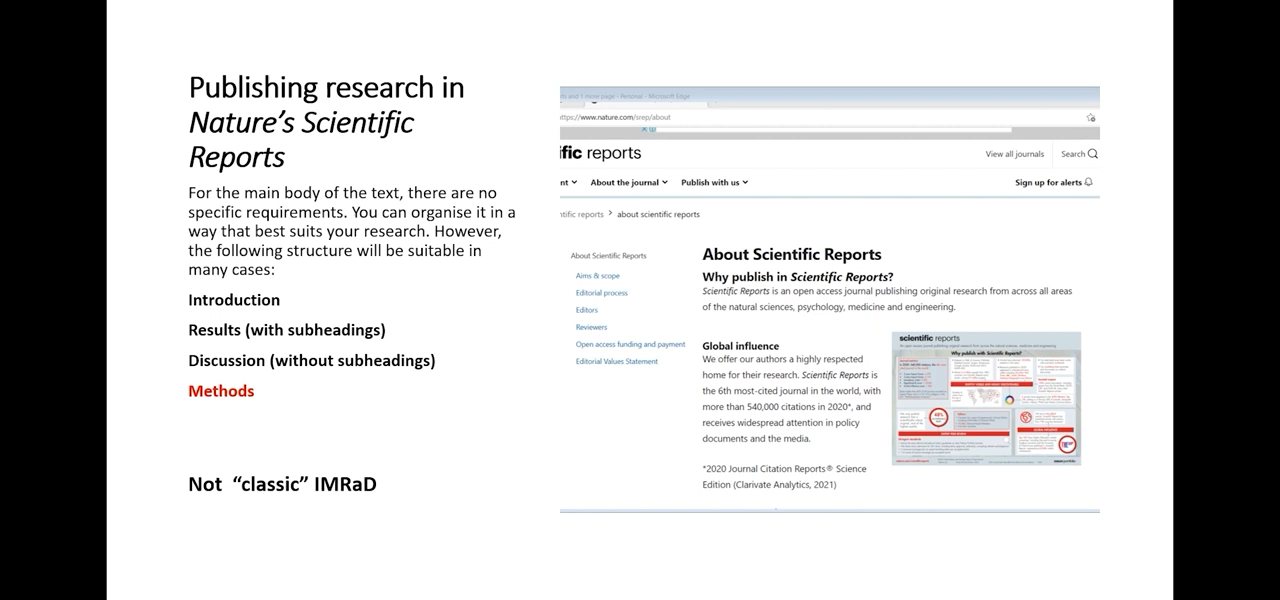 Publishing research in
Nature's Scientific
Reports
For the main body of the text, there are no
specific requirements. You can organise it in a
way that best suits your research. However,
the following structure will be suitable in
many cases:
Introduction
Results (with subheadings)
Discussion (without subheadings)
Methods
Not “classic” IMRaD
and 1 more page - Personal - Microsoft Edge
https://www.nature.com/srep/about
reports
View all journals
Search
About the journal
Publish with us
Sign up for alerts
reports > about scientific reports
About Scientific Reports
Aims & scope
Editorial process
Editors
Reviewers
Open access funding and payment
Editorial Values Statement
About Scientific Reports
Why publish in Scientific Reports?
Scientific Reports is an open access journal publishing original research from across all areas
of the natural sciences, psychology, medicine and engineering.
Global influence
We offer our authors a highly respected
home for their research. Scientific Reports is
the 6th most-cited journal in the world, with
more than 540,000 citations in 2020*, and
receives widespread attention in policy
documents and the media.
*2020 Journal Citation Reports® Science
Edition (Clarivate Analytics, 2021)
scientific reports
Why publish with Scientific Reports?